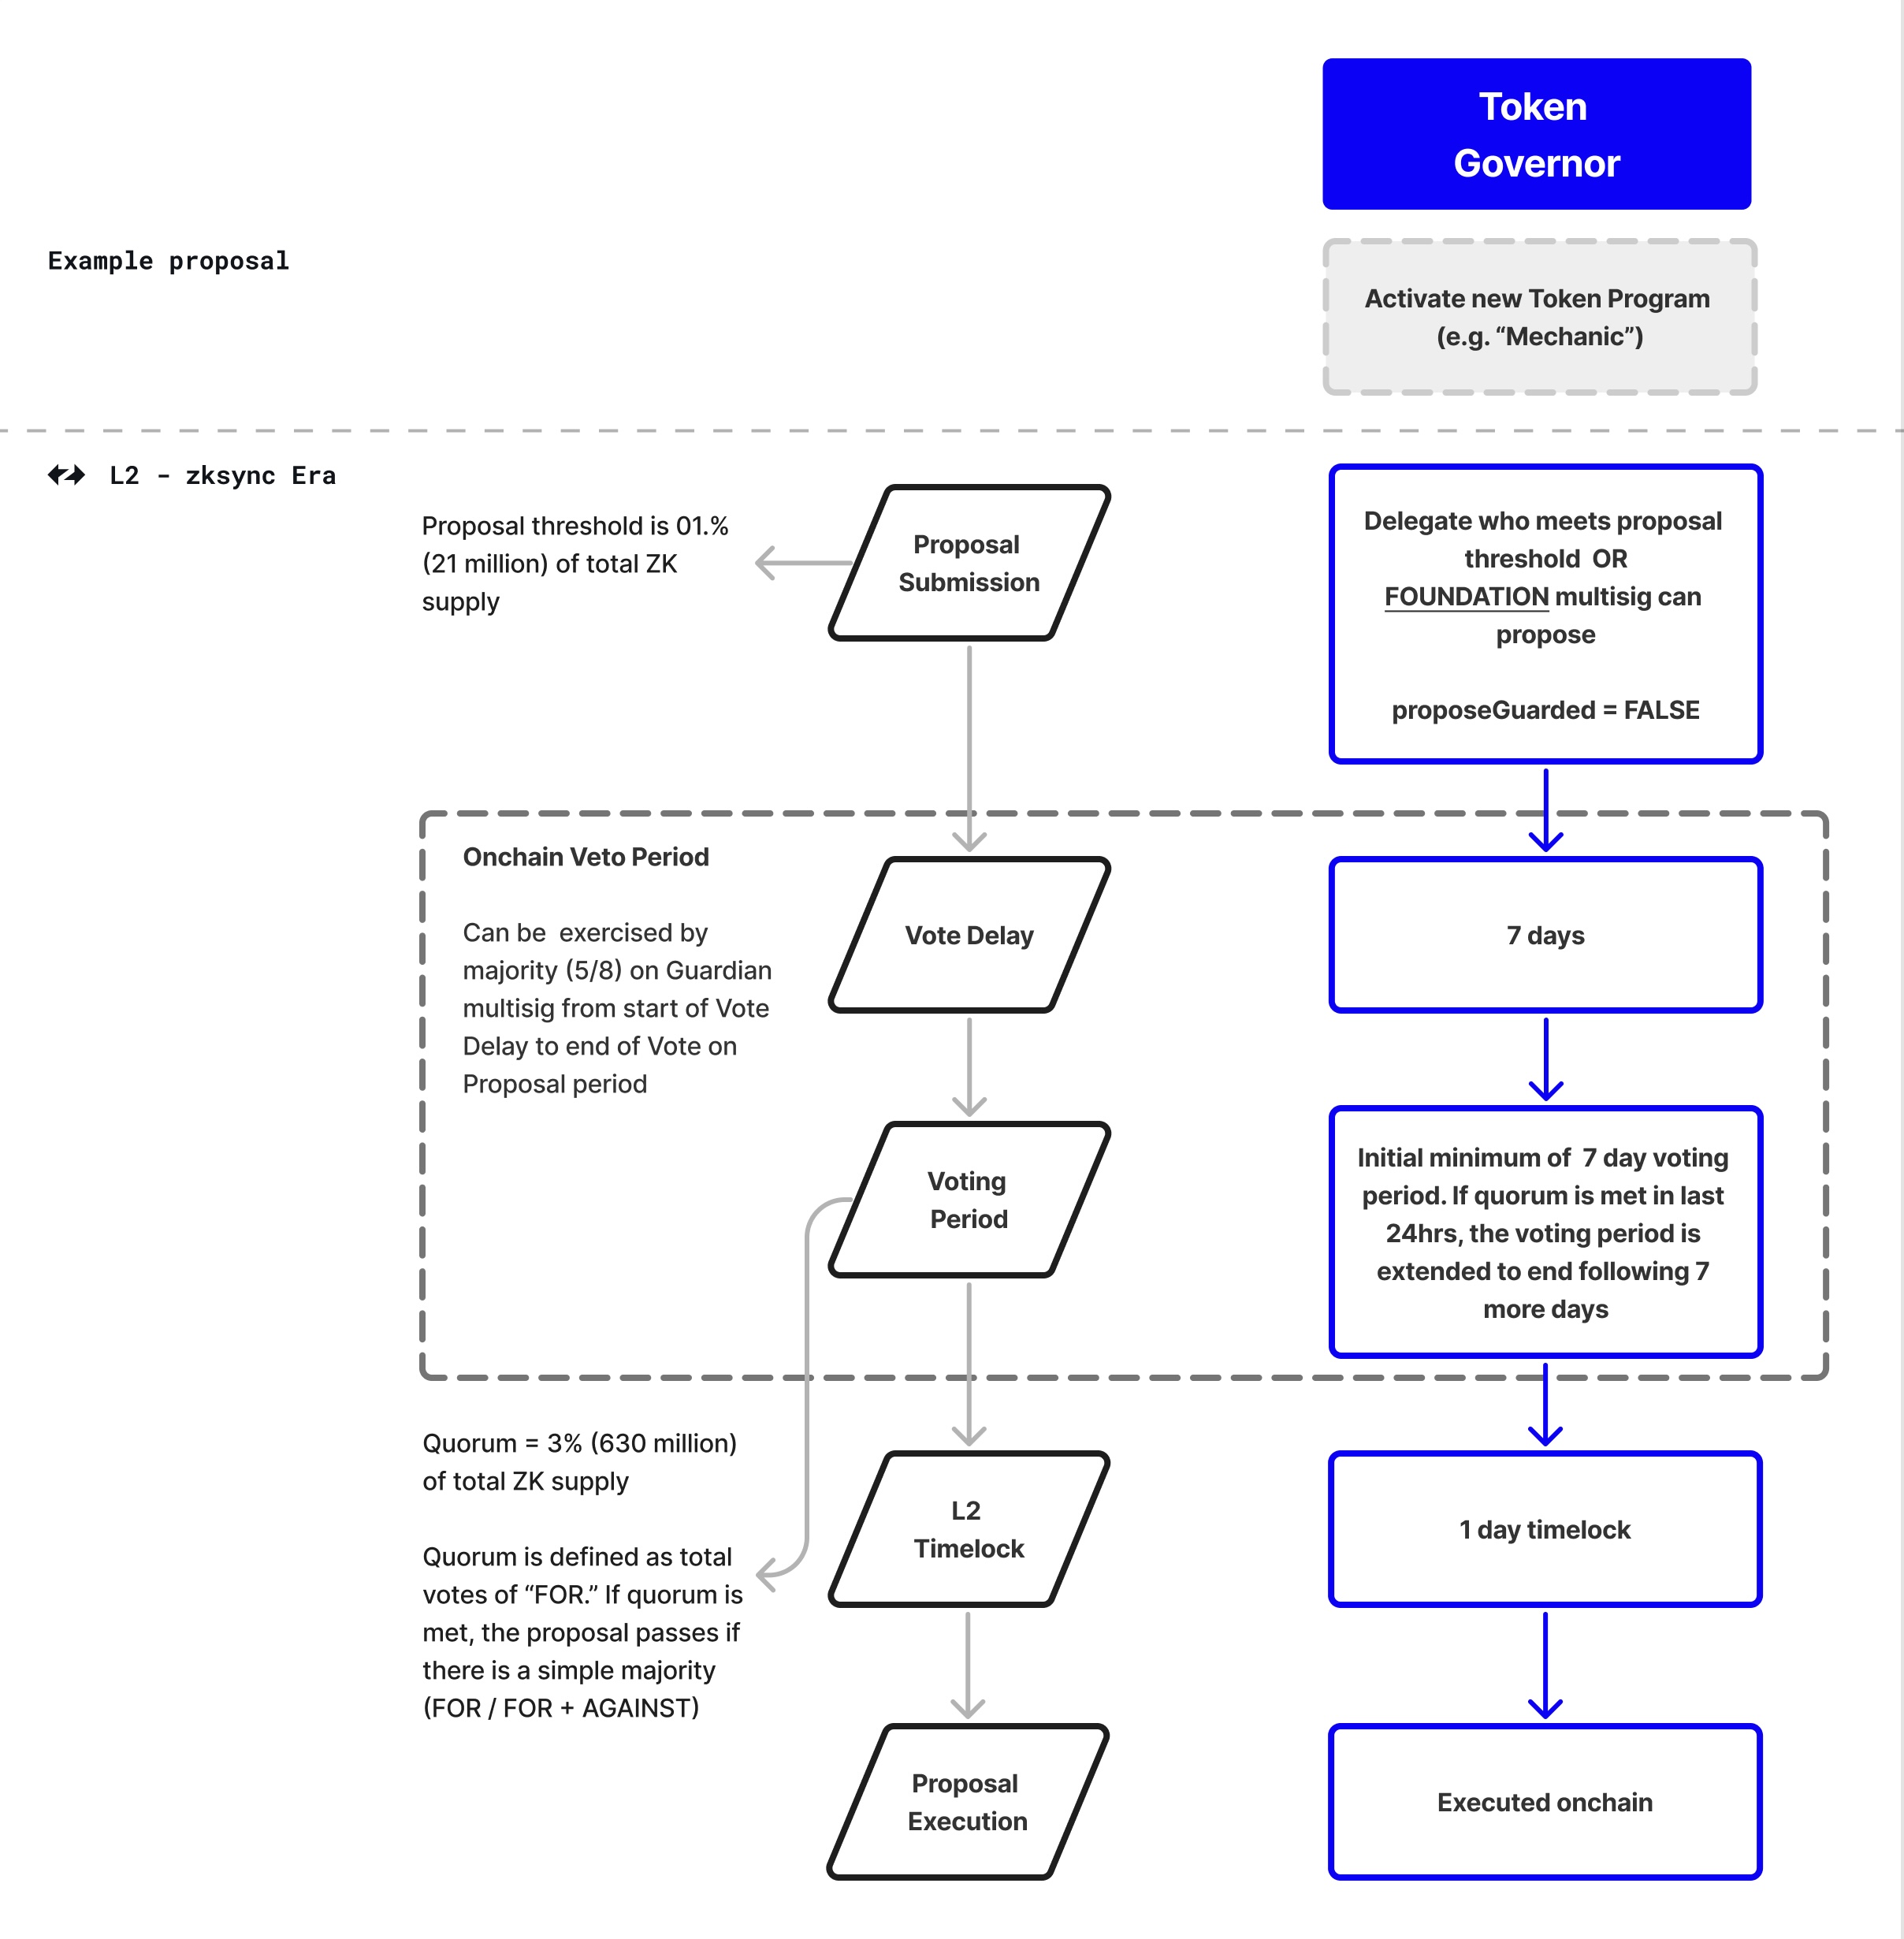 Token
Governor
Example proposal
Activate new Token Program
(e.g. “Mechanic”)
L2 - zksync Era
Proposal threshold is 01.%
(21 million) of total ZK
supply
Proposal
Submission
Delegate who meets proposal
threshold  OR
FOUNDATION multisig can
propose
proposeGuarded = FALSE
Onchain Veto Period
Can be  exercised by
majority (5/8) on Guardian
multisig from start of Vote
Delay to end of Vote on
Proposal period
Vote Delay
7 days
Voting
Period
Initial minimum of  7 day voting
period. If quorum is met in last
24hrs, the voting period is
extended to end following 7
more days
Quorum = 3% (630 million)
of total ZK supply
Quorum is defined as total
votes of “FOR.” If quorum is
met, the proposal passes if
there is a simple majority
(FOR / FOR + AGAINST)
L2
Timelock
1 day timelock
Proposal
Execution
Executed onchain